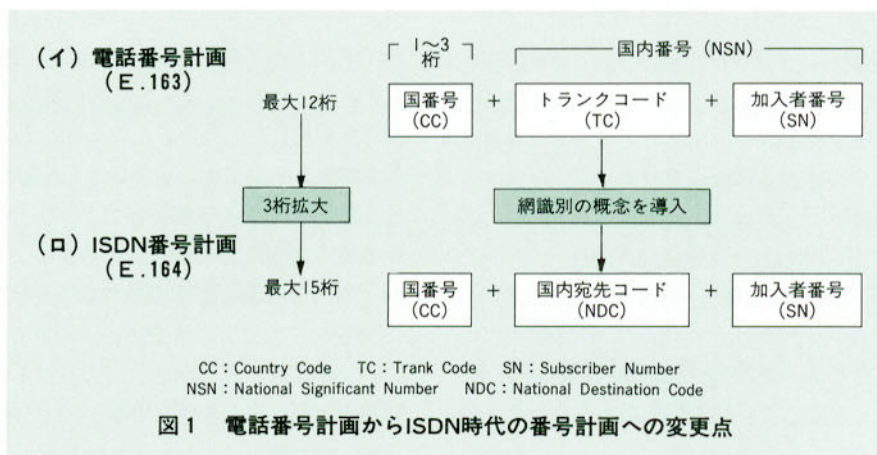 (イ) 電話番号計画
(E.163)
1〜3
桁
国内番号(NSN)
最大12桁
国番号
(CC)
+
トランクコード
(TC)
+
加入者番号
(SN)
3桁拡大
網識別の概念を導入
(ロ) ISDN番号計画
(E.164)
最大15桁
国番号
(CC)
+
国内宛先コード
(NDC)
+
加入者番号
(SN)
CC:Country Code TC:Trank Code SN:Subscriber Number
NSN:National Significant Number NDC:National Destination Code
図1 電話番号計画からISDN時代の番号計画への変更点